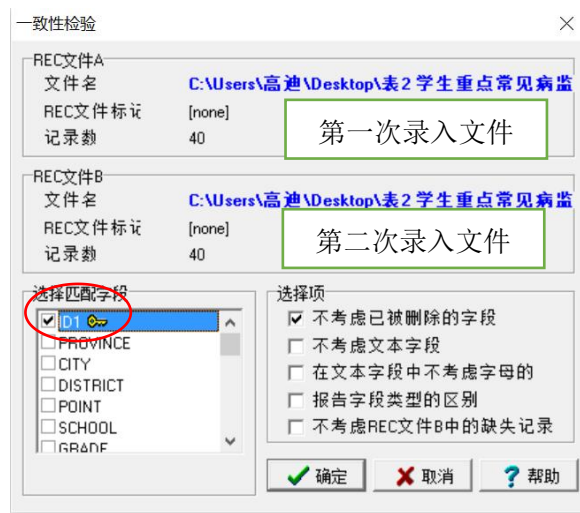 一致性检验
REC文件A
文件名 C:\Users\高迪\Desktop\表2 学生重点常见病监
REC文件标记 [none]
记录数 40
第一次录入文件
REC文件B
文件名 C:\Users\高迪\Desktop\表2 学生重点常见病监
REC文件标记 [none]
记录数 40
第二次录入文件
选择匹配字段
ID1
PROVINCE
CITY
DISTRICT
POINT
SCHOOL
GRADE
选择项
不考虑已被删除的字段
不考虑文本字段
在文本字段中不考虑字母的
报告字段类型的区别
不考虑REC文件B中的缺失记录
确定
取消
帮助